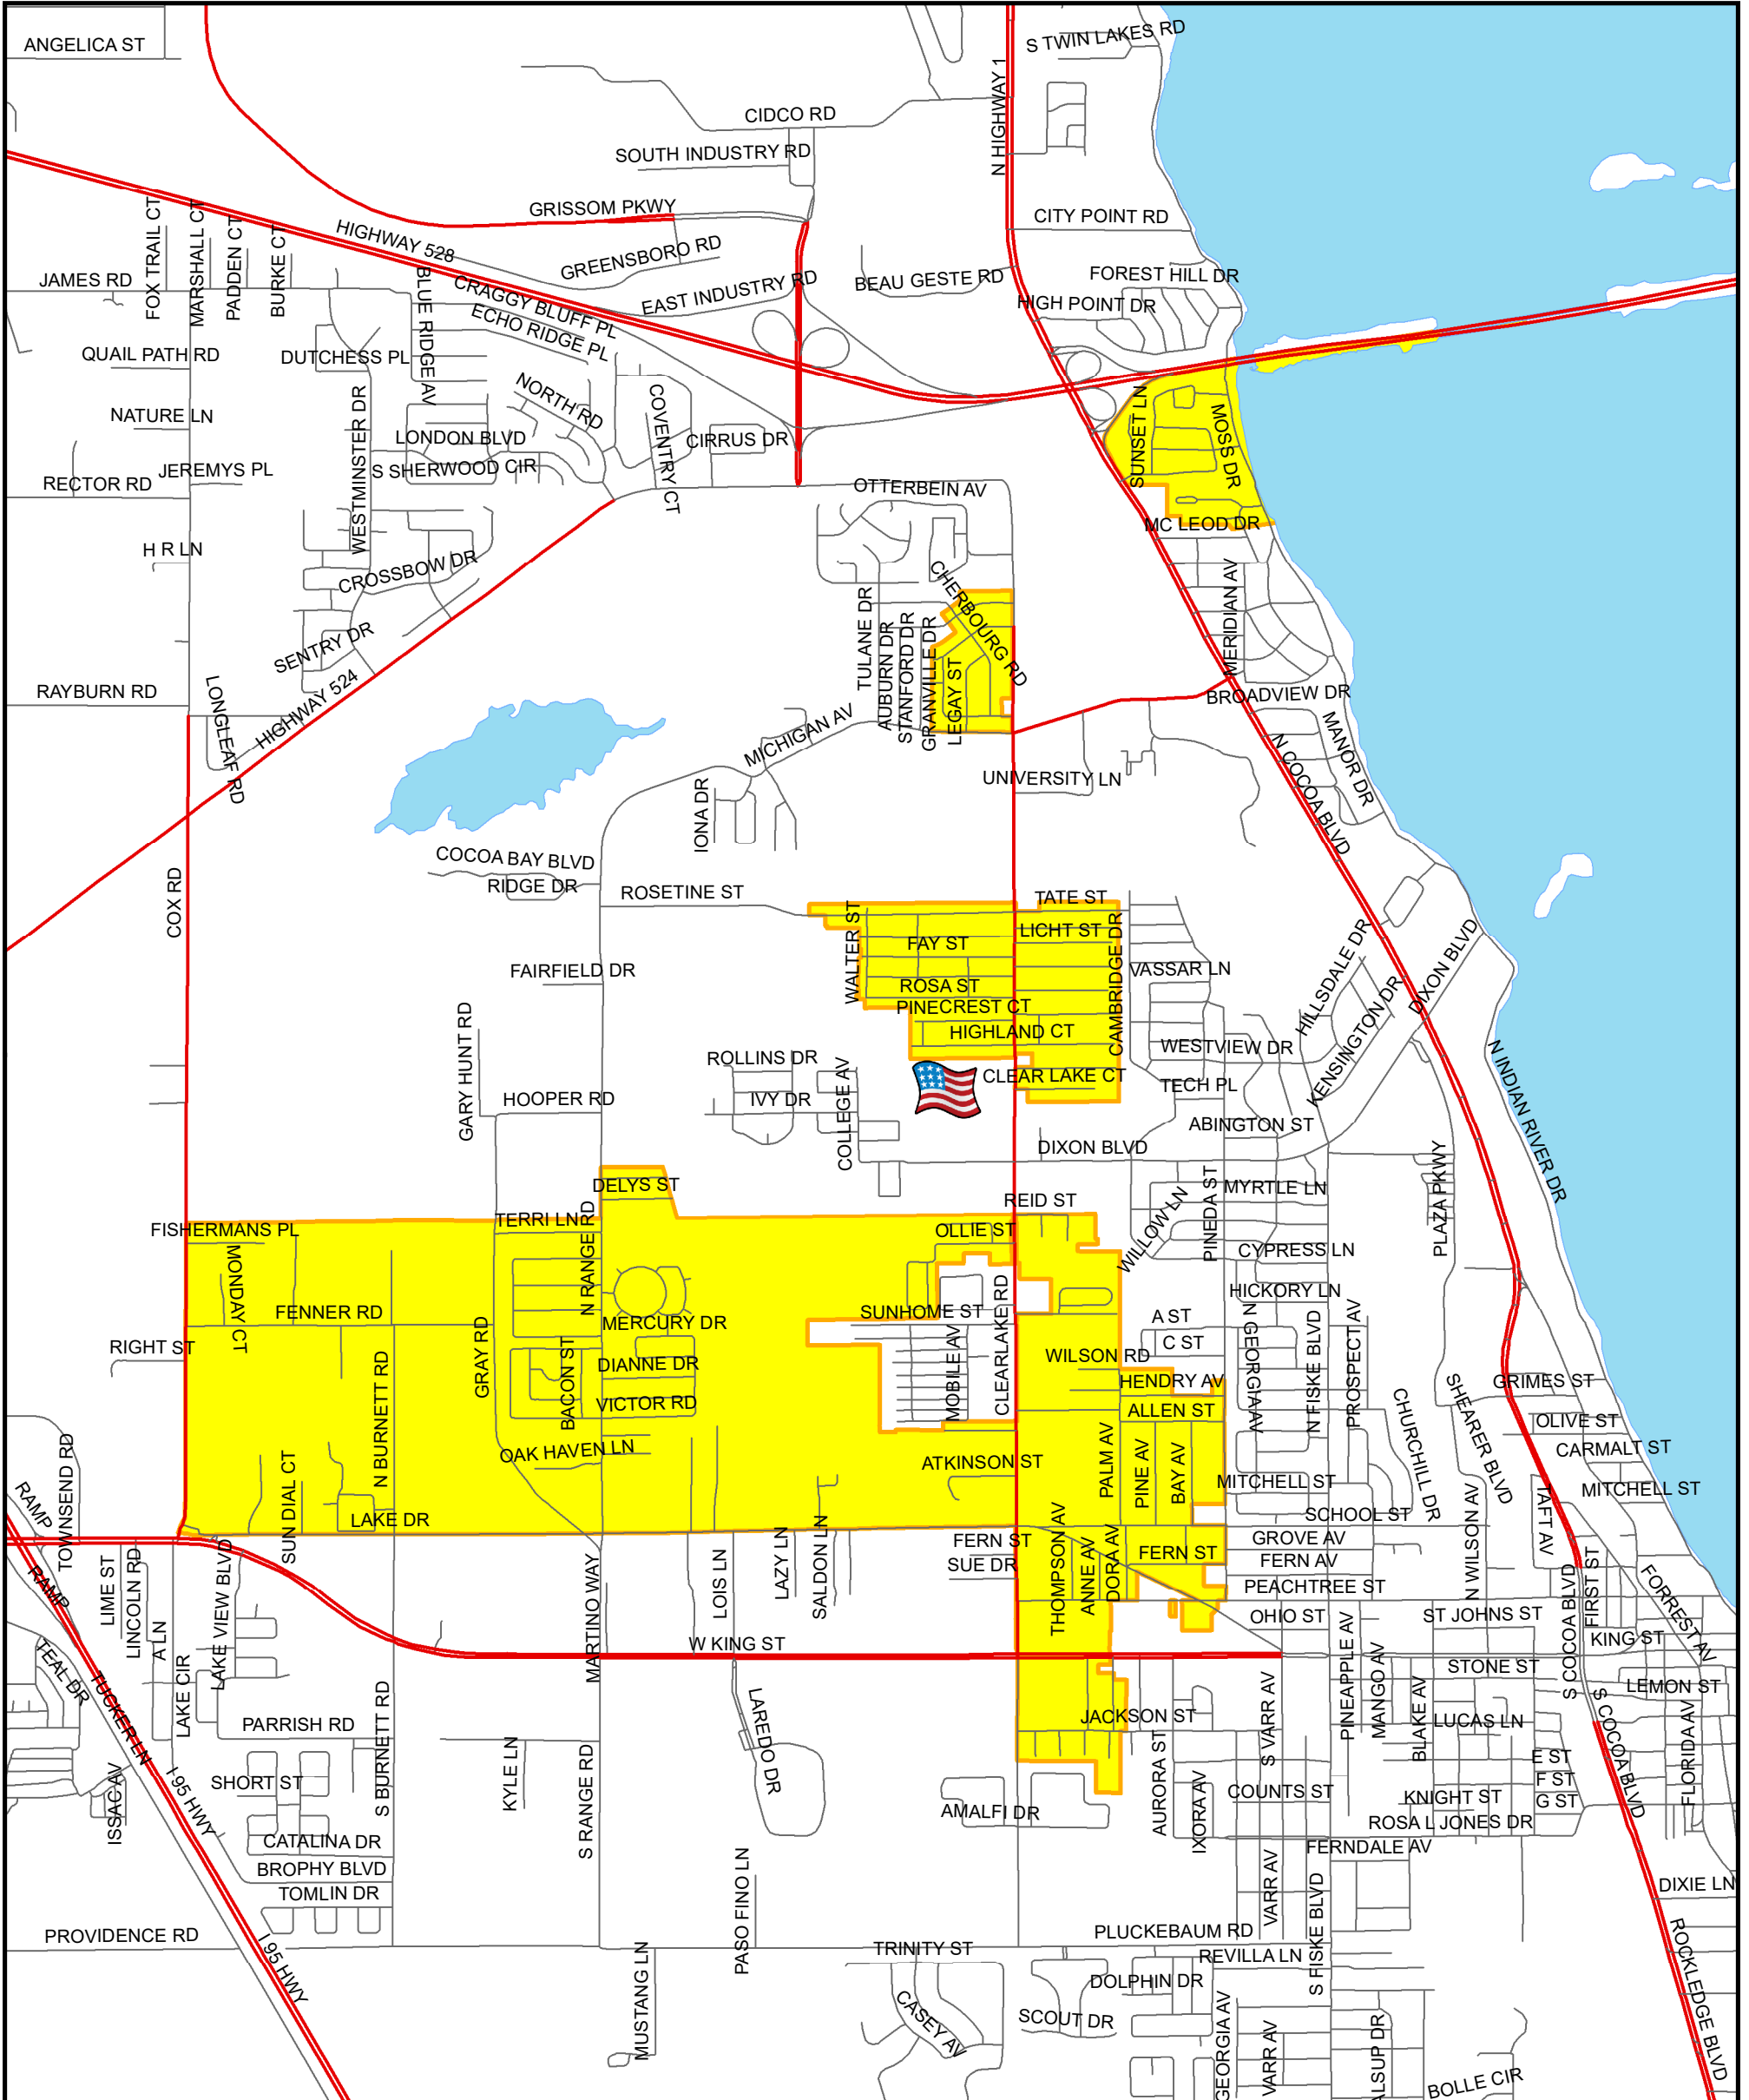 ANGELICA ST
S TWIN LAKES RD
N HIGHWAY 1
CIDCO RD
SOUTH INDUSTRY RD
GRISSOM PKWY
CITY POINT RD
FOX TRAIL CT
MARSHALL CT
PADDEN CT
BURKE CT
HIGHWAY 528
GREENSBORO RD
JAMES RD
BLUE RIDGE AV
CRAGGY BLUFF PL
EAST INDUSTRY RD
BEAU GESTE RD
FOREST HILL DR
HIGH POINT DR
ECHO RIDGE PL
QUAIL PATH RD
DUTCHESS PL
NORTH RD
COVENTRY CT
SUNSET LN
MOSS DR
NATURE LN
WESTMINSTER DR
LONDON BLVD
CIRRUS DR
JEREMYS PL
S SHERWOOD CIR
RECTOR RD
OTTERBEIN AV
MC LEOD DR
H R LN
CROSSBOW DR
CHERBOURG RD
MERIDIAN AV
TULANE DR
AUBURN DR
STANFORD DR
GRANVILLE DR
LEGAY ST
SENTRY DR
RAYBURN RD
LONGLEAF RD
HIGHWAY 524
BROADVIEW DR
MANOR DR
MICHIGAN AV
N COCOA BLVD
UNIVERSITY LN
IONA DR
COCOA BAY BLVD
RIDGE DR
ROSETINE ST
COX RD
TATE ST
WALTER ST
LICHT ST
FAY ST
CAMBRIDGE DR
HILLSDALE DR
DIXON BLVD
FAIRFIELD DR
VASSAR LN
ROSA ST
PINECREST CT
KENSINGTON DR
HIGHLAND CT
GARY HUNT RD
ROLLINS DR
WESTVIEW DR
N INDIAN RIVER DR
CLEAR LAKE CT
TECH PL
HOOPER RD
IVY DR
COLLEGE AV
ABINGTON ST
DIXON BLVD
PLAZA PKWY
DELYS ST
REID ST
WILLOW LN
PINEDA ST
MYRTLE LN
FISHERMANS PL
TERRI LN
N RANGE RD
OLLIE ST
CYPRESS LN
MONDAY CT
CLEARLAKE RD
HICKORY LN
FENNER RD
MERCURY DR
SUNHOME ST
A ST
N GEORGIA AV
N FISKE BLVD
PROSPECT AV
RIGHT ST
GRAY RD
BACON ST
DIANNE DR
MOBILE AV
WILSON RD
C ST
N BURNETT RD
VICTOR RD
HENDRY AV
CHURCHILL DR
SHEARER BLVD
GRIMES ST
ALLEN ST
OLIVE ST
TOWNSEND RD
SUN DIAL CT
OAK HAVEN LN
ATKINSON ST
PALM AV
PINE AV
BAY AV
CARMALT ST
MITCHELL ST
MITCHELL ST
RAMP
LAKE DR
SCHOOL ST
N WILSON AV
TAFT AV
FERN ST
THOMPSON AV
ANNE AV
DORA AV
FERN ST
GROVE AV
FERN AV
SUE DR
RAMP
LIME ST
LINCOLN RD
LAKE VIEW BLVD
MARTINO WAY
LOIS LN
LAZY LN
SALDON LN
PEACHTREE ST
FIRST ST
FORREST AV
S COCOA BLVD
OHIO ST
ST JOHNS ST
KING ST
A LN
W KING ST
PINEAPPLE AV
MANGO AV
STONE ST
TEAL DR
TUCKER LN
LAKE CIR
BLAKE AV
LEMON ST
S COCOA BLVD
FLORIDA AV
PARRISH RD
S BURNETT RD
LAREDO DR
JACKSON ST
S VARR AV
LUCAS LN
ISSAC AV
SHORT ST
I 95 HWY
KYLE LN
S RANGE RD
AURORA ST
IXORA AV
COUNTS ST
E ST
F ST
G ST
AMALFI DR
KNIGHT ST
ROSA L JONES DR
CATALINA DR
FERNDALE AV
BROPHY BLVD
TOMLIN DR
PASO FINO LN
VARR AV
S FISKE BLVD
DIXIE LN
PROVIDENCE RD
I 95 HWY
MUSTANG LN
TRINITY ST
PLUCKEBAUM RD
REVILLA LN
ROCKLEDGE BLVD
DOLPHIN DR
CASEY AV
SCOUT DR
GEORGIA AV
VARR AV
ALSUP DR
BOLLE CIR